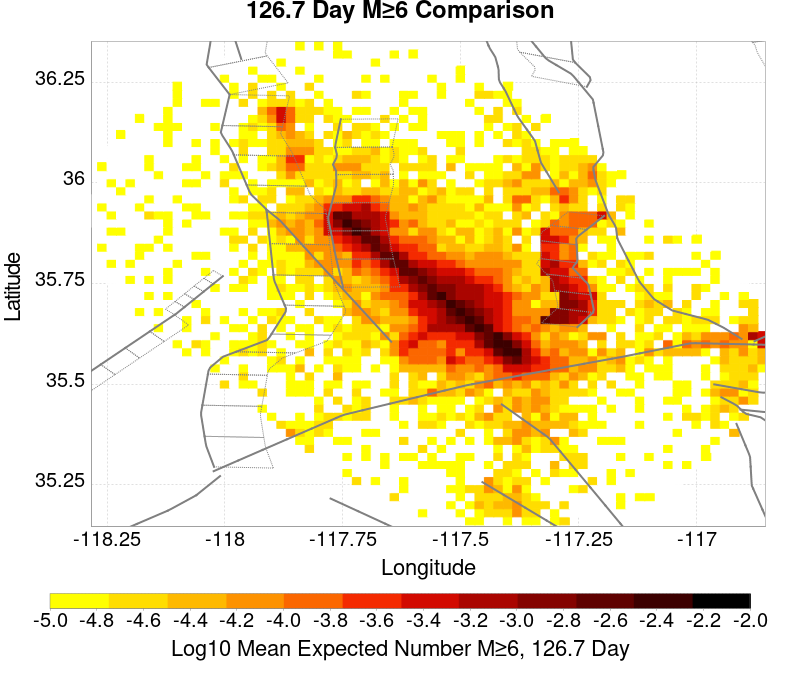 126.7 Day M≥6 Comparison
36.25
36
35.75
35.5
35.25
Latitude
-118.25 -118 -117.75 -117.5 -117.25 -117
Longitude
-5.0 -4.8 -4.6 -4.4 -4.2 -4.0 -3.8 -3.6 -3.4 -3.2 -3.0 -2.8 -2.6 -2.4 -2.2 -2.0
Log10 Mean Expected Number M≥6, 126.7 Day